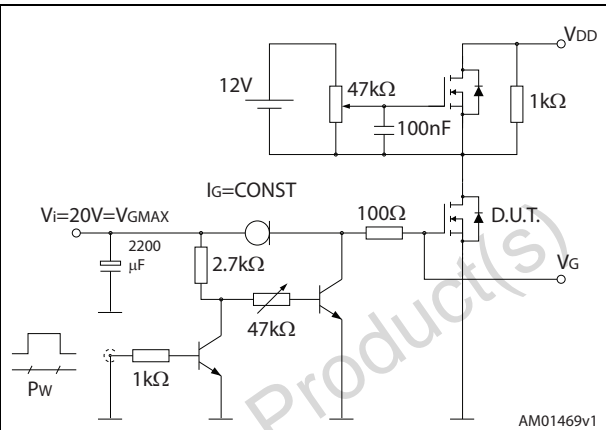 VDD
12V
47kΩ
1kΩ
100nF
IG=CONST
Vi=20V=VGMAX
100Ω
D.U.T.
2200
μF
2.7kΩ
VG
47kΩ
1kΩ
PW
Product(s)
AM01469v1